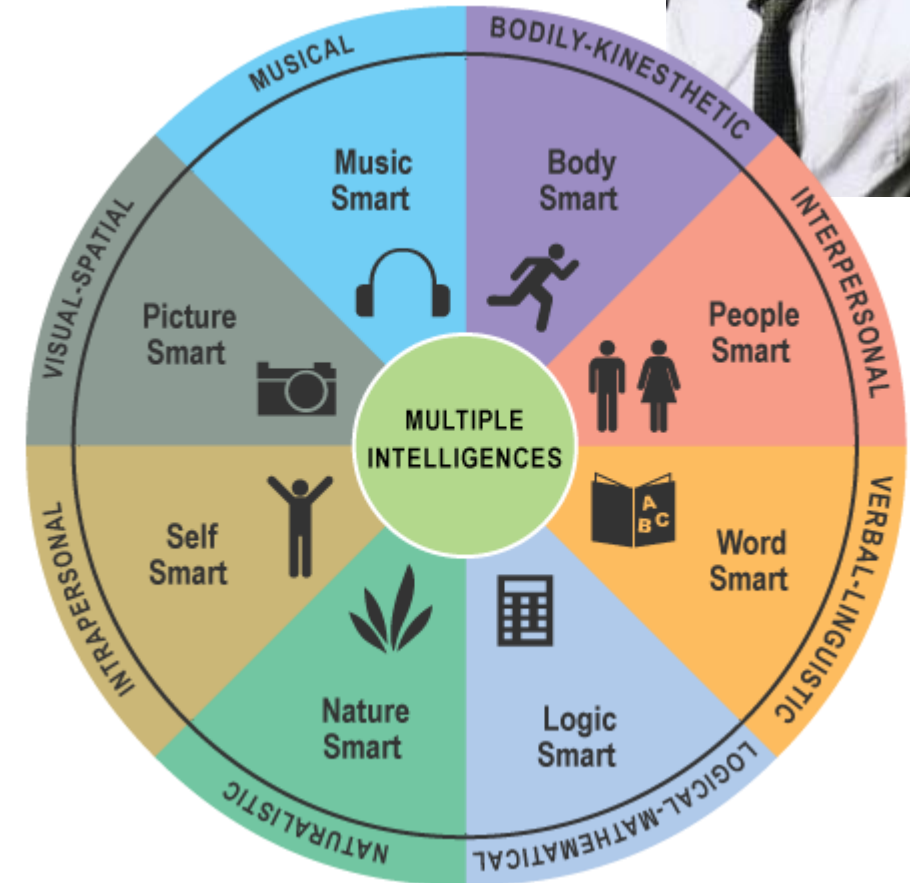 MUSICAL
BODILY-KINESTHETIC
INTERPERSONAL
VERBAL-LINGUISTIC
LOGICAL-MATHEMATICAL
NATURALISTIC
INTRAPERSONAL
VISUAL-SPATIAL
Music
Smart
Body
Smart
People
Smart
A
B C
Word
Smart
Logic
Smart
Nature
Smart
Self
Smart
Picture
Smart
MULTIPLE
INTELLIGENCES